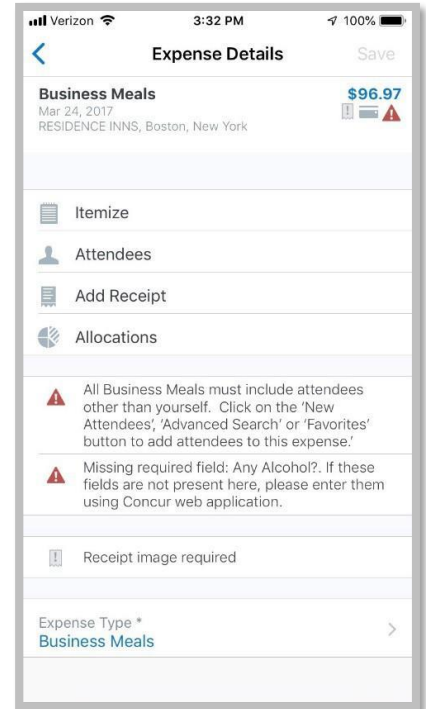 Verizon 3:32 PM 100%
Expense Details Save
Business Meals $96.97
Mar 24, 2017
RESIDENCE INNS, Boston, New York
Itemize
Attendees
Add Receipt
Allocations
All Business Meals must include attendees
other than yourself. Click on the ‘New
Attendees’, ‘Advanced Search’ or ‘Favorites’
button to add attendees to this expense.’
Missing required field: Any Alcohol?. If these
fields are not present here, please enter them
using Concur web application.
Receipt image required
Expense Type *
Business Meals